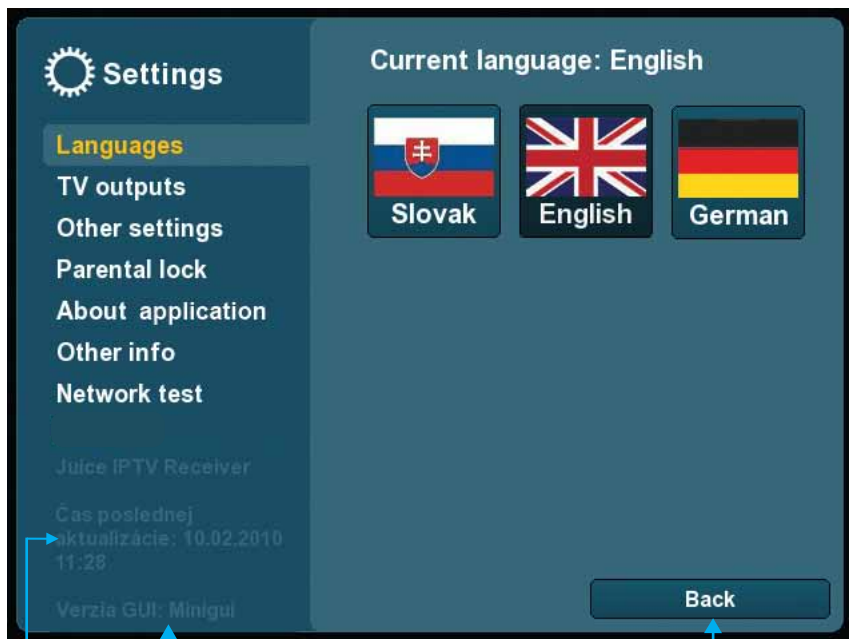 Settings
Languages
TV outputs
Other settings
Parental lock
About application
Other info
Network test
Juice IPTV Receiver
Čas poslednej
aktualizácie: 10.02.2010
11:28
Verzia GUI: Minigui
Current language: English
Slovak
English
German
Back